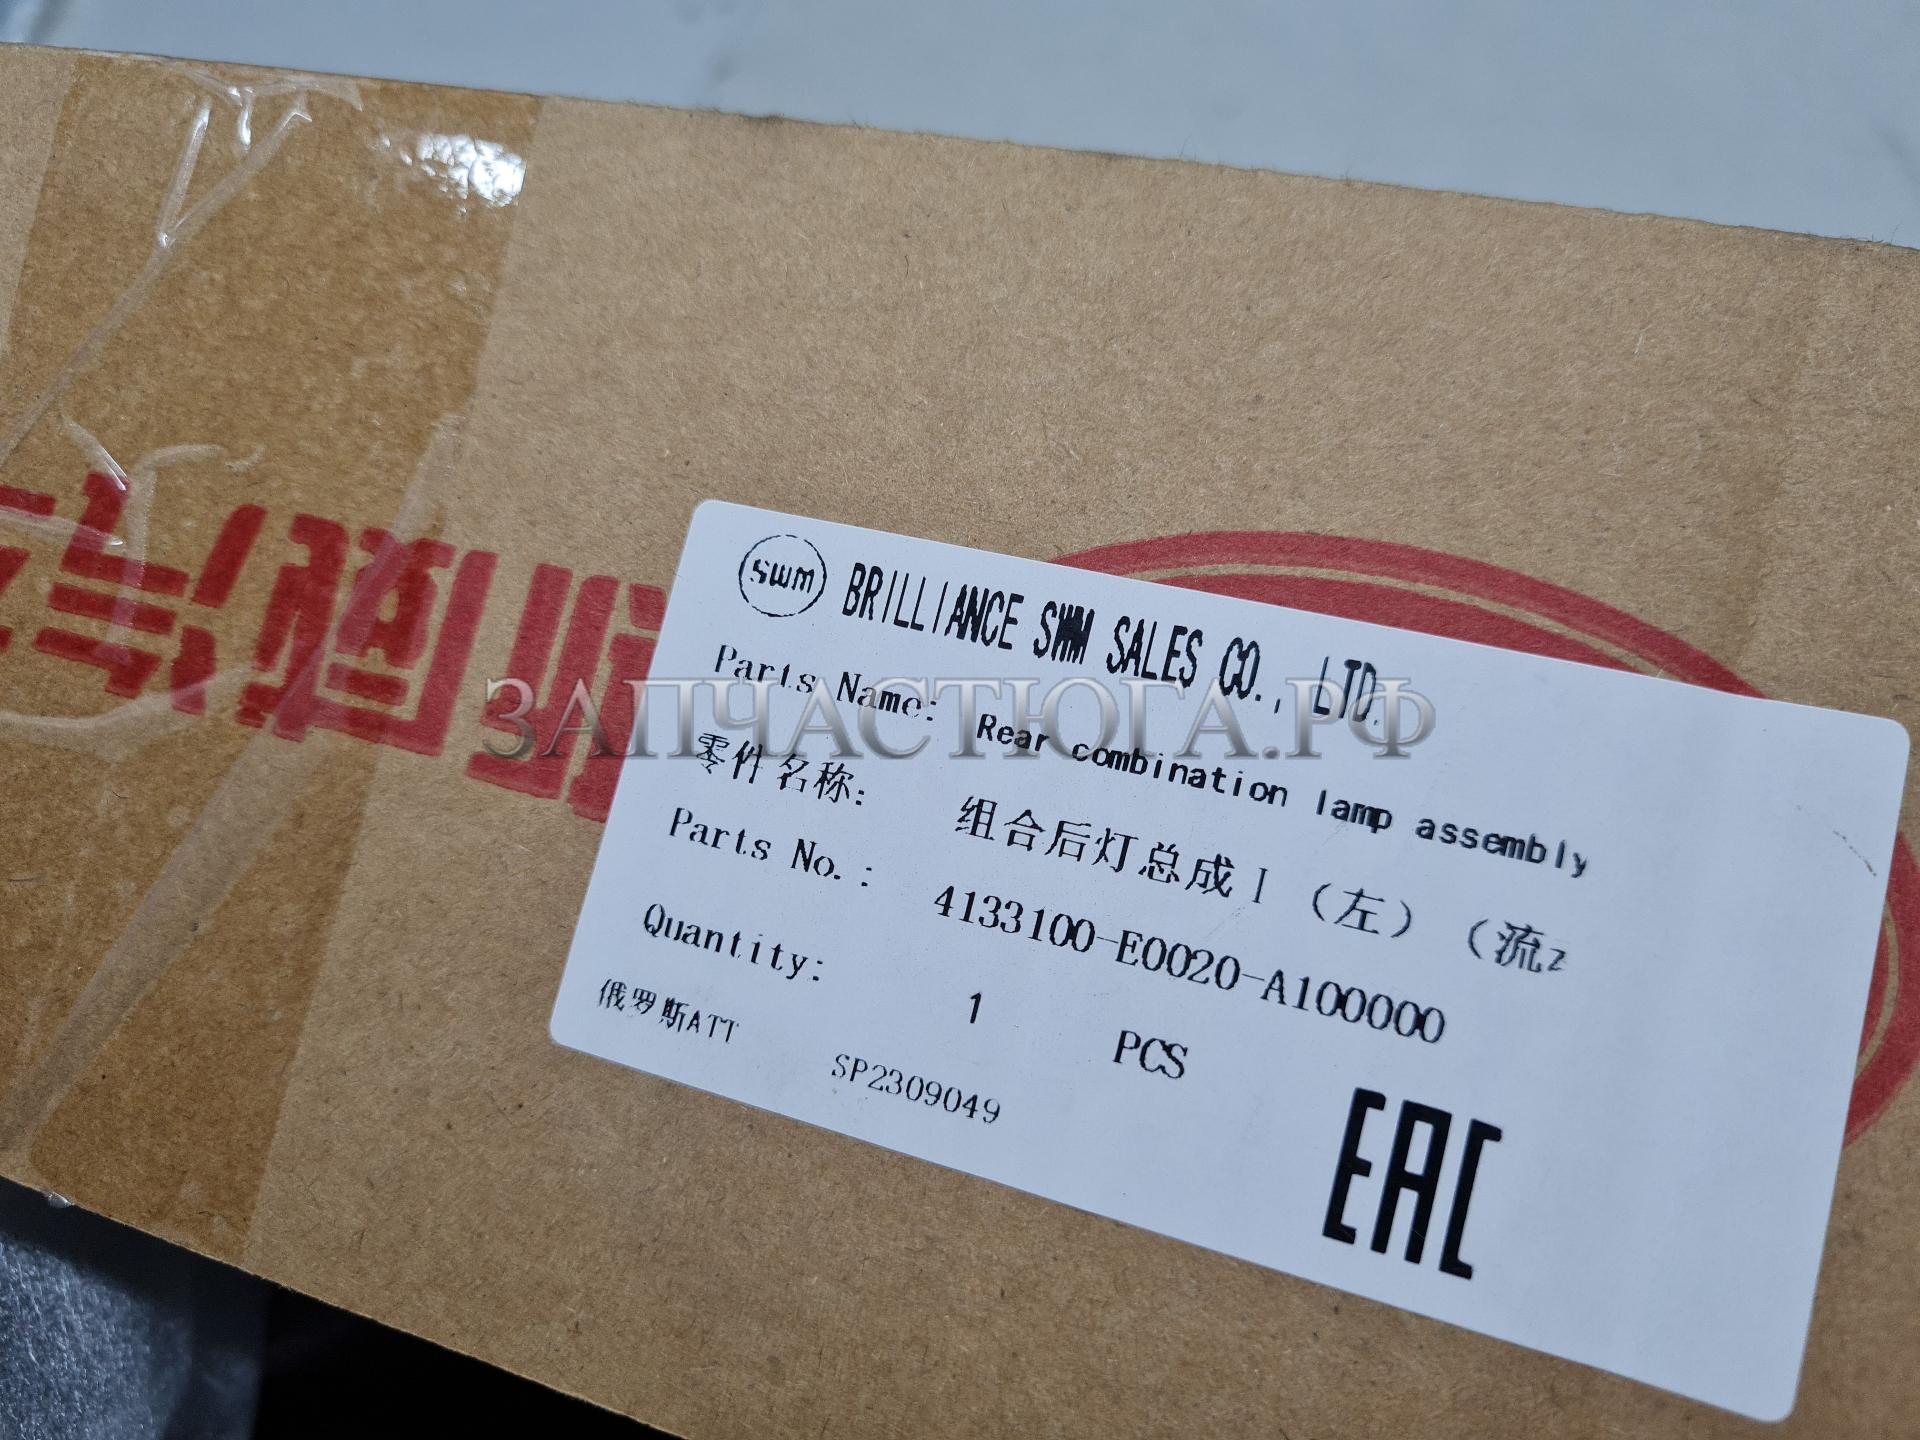 swm BRILLIANCE SWM SALES CO., LTD.
Parts Name: Rear combination lamp assembly
零件名称: 组合后灯总成Ⅰ（左）（流z
Parts No.: 4133100-E0020-A100000
Quantity: 1 PCS
俄罗斯ATT SP2309049
EAC
ЗАПЧАСТЮГА.РФ